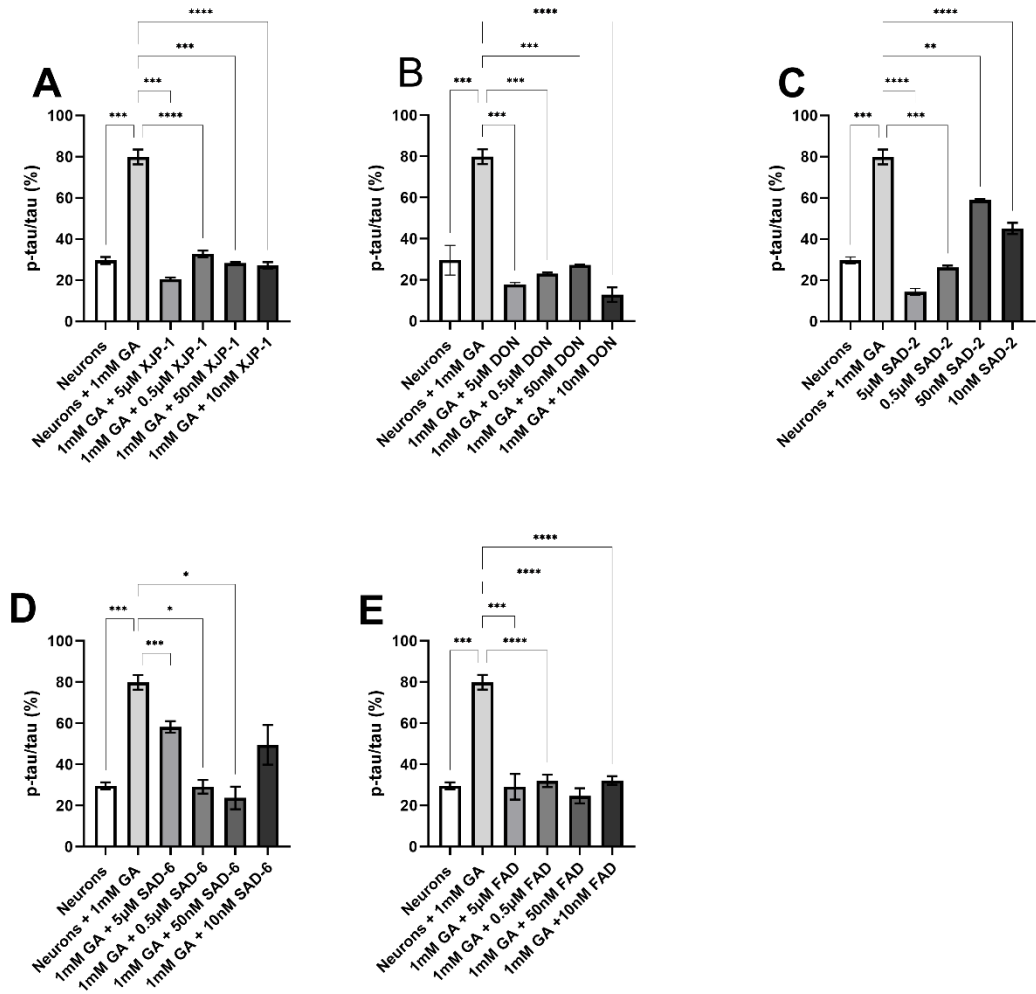 ****
***
***
A
***
****
p-tau/tau (%)
100
80
60
40
20
0
Neurons
Neurons + 1mM GA
1mM GA + 5µM XJP-1
1mM GA + 0.5µM XJP-1
1mM GA + 50nM XJP-1
1mM GA + 10nM XJP-1
****
***
B
***
***
***
p-tau/tau (%)
100
80
60
40
20
0
Neurons
Neurons + 1mM GA
1mM GA + 5µM DON
1mM GA + 0.5µM DON
1mM GA + 50nM DON
1mM GA + 10nM DON
****
**
C
****
***
***
p-tau/tau (%)
100
80
60
40
20
0
Neurons
Neurons + 1mM GA
5µM SAD-2
0.5µM SAD-2
50nM SAD-2
10nM SAD-2
*
D
***
*
***
p-tau/tau (%)
100
80
60
40
20
0
Neurons
Neurons + 1mM GA
1mM GA + 5µM SAD-6
1mM GA + 0.5µM SAD-6
1mM GA + 50nM SAD-6
1mM GA + 10nM SAD-6
****
****
E
***
***
****
p-tau/tau (%)
100
80
60
40
20
0
Neurons
Neurons + 1mM GA
1mM GA + 5µM FAD
1mM GA + 0.5µM FAD
1mM GA + 50nM FAD
1mM GA +10nM FAD